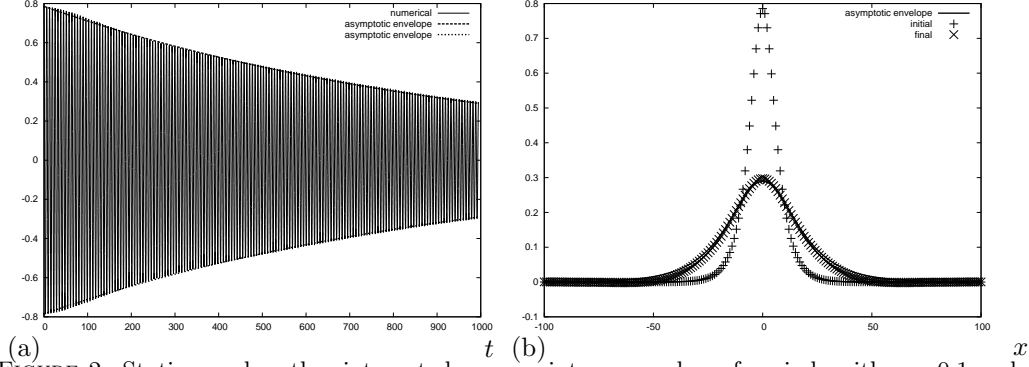 0.8
0.6
0.4
0.2
0
-0.2
-0.4
-0.6
-0.8
numerical
asymptotic envelope
asymptotic envelope
0 100 200 300 400 500 600 700 800 900 1000
(a) t
0.8
0.7
0.6
0.5
0.4
0.3
0.2
0.1
0
-0.1
asymptotic envelope
initial
final
-100 -50 0 50 100
(b) x
FIGURE